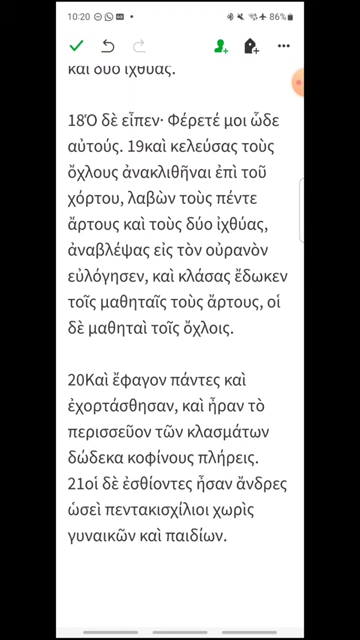 10:20
86%
καὶ δύο ἰχθύας.
18Ὁ δὲ εἶπεν· Φέρετέ μοι ὧδε
αὐτούς. 19καὶ κελεύσας τοὺς
ὄχλους ἀνακλιθῆναι ἐπὶ τοῦ
χόρτου, λαβὼν τοὺς πέντε
ἄρτους καὶ τοὺς δύο ἰχθύας,
ἀναβλέψας εἰς τὸν οὐρανὸν
εὐλόγησεν, καὶ κλάσας ἔδωκεν
τοῖς μαθηταῖς τοὺς ἄρτους, οἱ
δὲ μαθηταὶ τοῖς ὄχλοις.
20Καὶ ἔφαγον πάντες καὶ
ἐχορτάσθησαν, καὶ ἦραν τὸ
περισσεῦον τῶν κλασμάτων
δώδεκα κοφίνους πλήρεις.
21οἱ δὲ ἐσθίοντες ἦσαν ἄνδρες
ὡσεὶ πεντακισχίλιοι χωρὶς
γυναικῶν καὶ παιδίων.